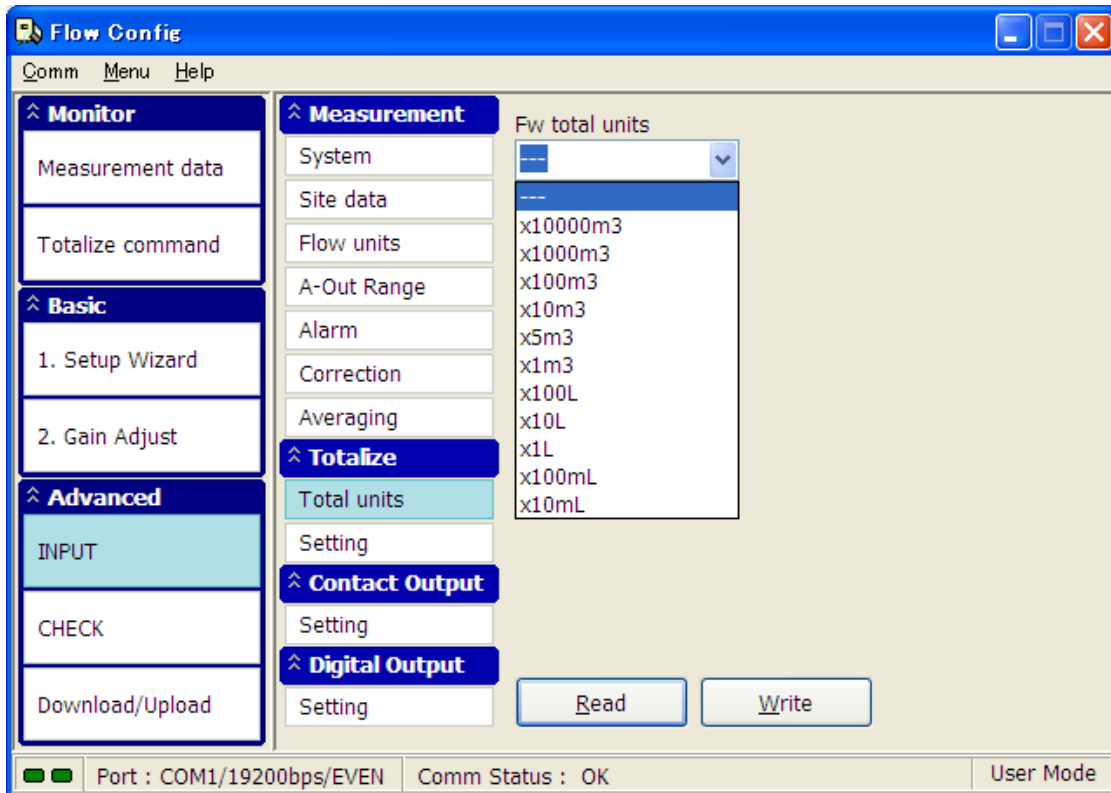 Flow Config
Comm Menu Help
Monitor
Measurement data
Totalize command
Basic
1. Setup Wizard
2. Gain Adjust
Advanced
INPUT
CHECK
Download/Upload
Measurement
System
Site data
Flow units
A-Out Range
Alarm
Correction
Averaging
Totalize
Total units
Setting
Contact Output
Setting
Digital Output
Setting
Fw total units
---
---
x10000m3
x1000m3
x100m3
x10m3
x5m3
x1m3
x100L
x10L
x1L
x100mL
x10mL
Read Write
Port : COM1/19200bps/EVEN Comm Status : OK User Mode